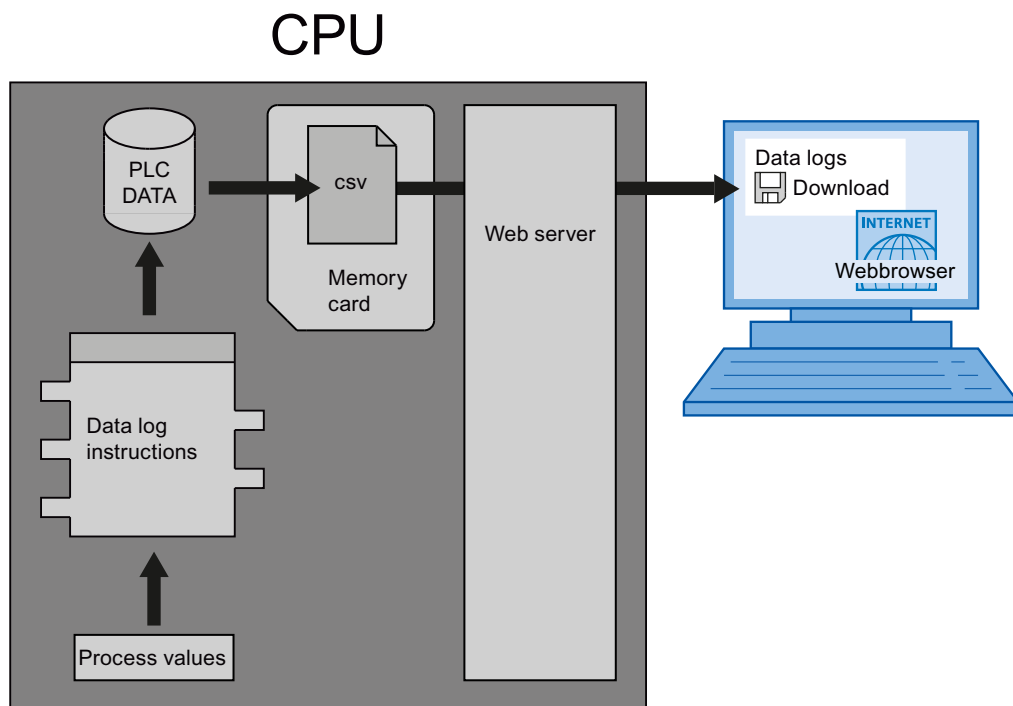 CPU
PLC
DATA
csv
Memory
card
Web server
Data logs
Download
INTERNET
Webbrowser
Data log
instructions
Process values